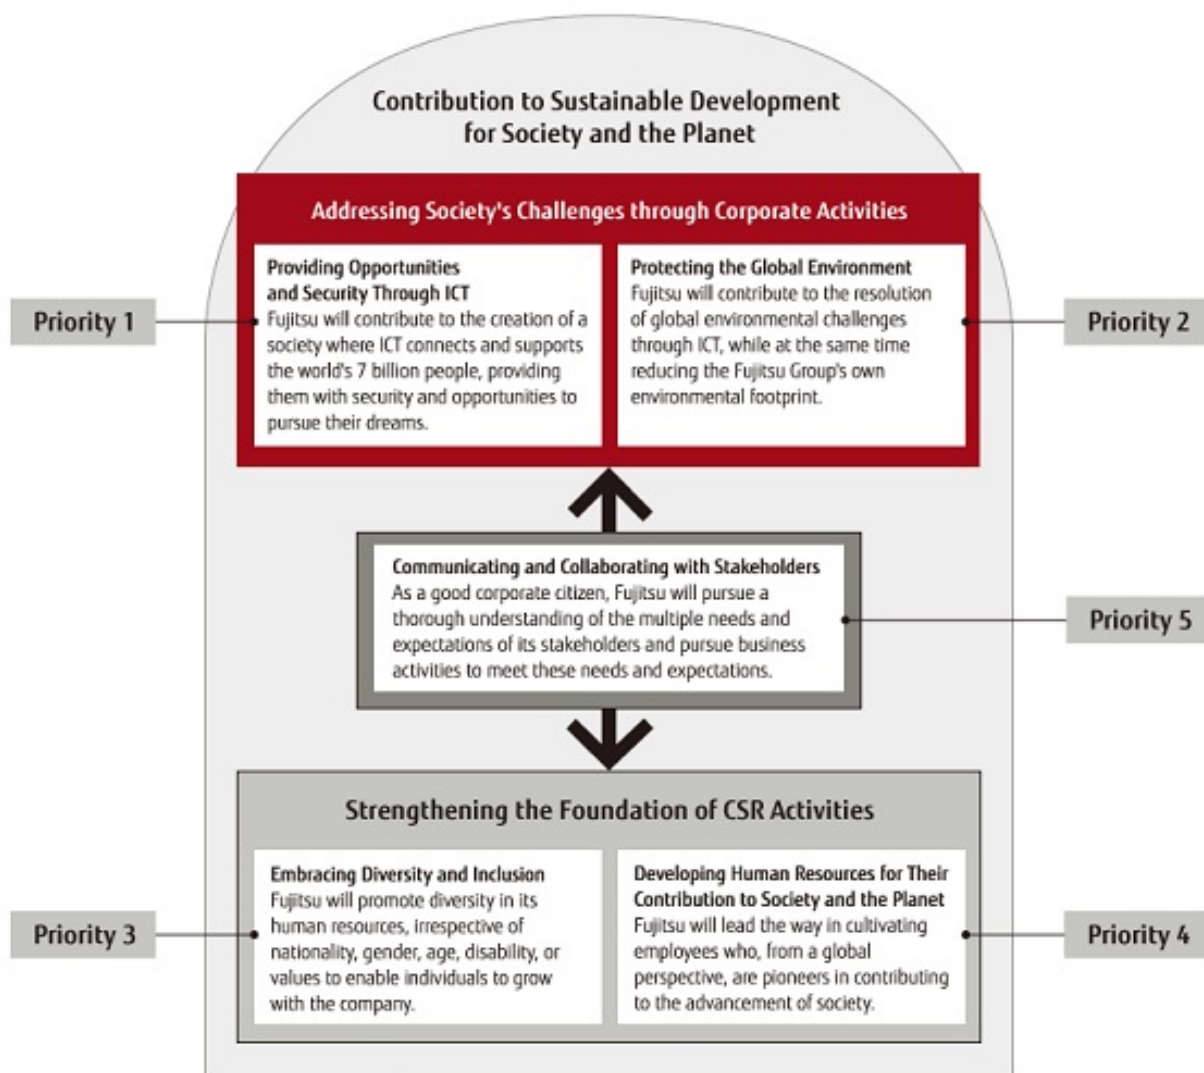 Contribution to Sustainable Development
for Society and the Planet
Addressing Society's Challenges through Corporate Activities
Priority 1
Providing Opportunities
and Security Through ICT
Fujitsu will contribute to the creation of a
society where ICT connects and supports
the world's 7 billion people, providing
them with security and opportunities to
pursue their dreams.
Protecting the Global Environment
Fujitsu will contribute to the resolution
of global environmental challenges
through ICT, while at the same time
reducing the Fujitsu Group's own
environmental footprint.
Priority 2
Communicating and Collaborating with Stakeholders
As a good corporate citizen, Fujitsu will pursue a
thorough understanding of the multiple needs and
expectations of its stakeholders and pursue business
activities to meet these needs and expectations.
Priority 5
Strengthening the Foundation of CSR Activities
Priority 3
Embracing Diversity and Inclusion
Fujitsu will promote diversity in its
human resources, irrespective of
nationality, gender, age, disability, or
values to enable individuals to grow
with the company.
Developing Human Resources for Their
Contribution to Society and the Planet
Fujitsu will lead the way in cultivating
employees who, from a global
perspective, are pioneers in contributing
to the advancement of society.
Priority 4